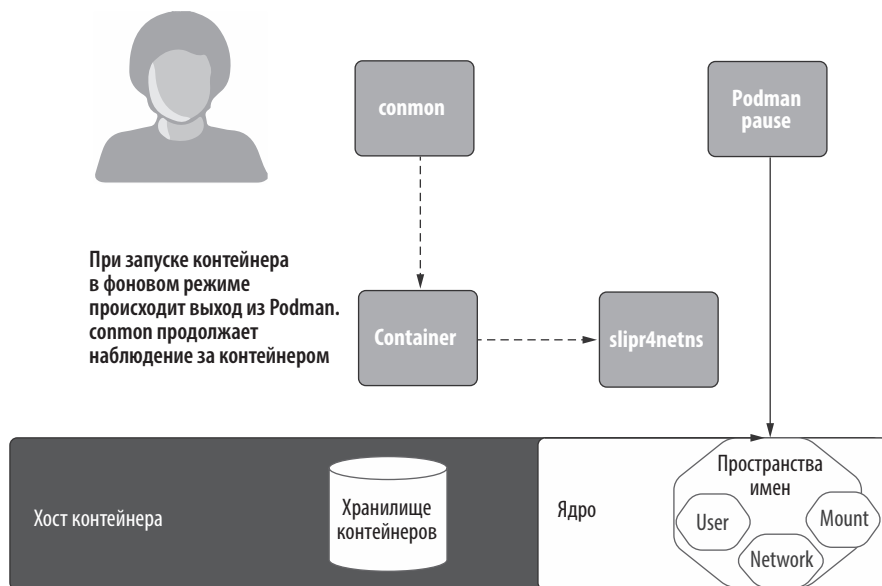 conmon
Podman
pause
При запуске контейнера
в фоновом режиме
происходит выход из Podman.
conmon продолжает
наблюдение за контейнером
Container
slipr4netns
Хост контейнера
Хранилище
контейнеров
Ядро
Пространства
имен
User
Mount
Network